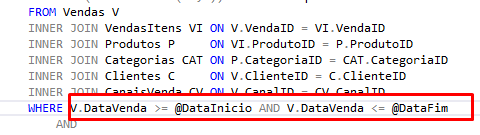 FROM Vendas V
INNER JOIN VendasItens VI ON V.VendaID = VI.VendaID
INNER JOIN Produtos P ON VI.ProdutoID = P.ProdutoID
INNER JOIN Categorias CAT ON P.CategoriaID = CAT.CategoriaID
INNER JOIN Clientes C ON V.ClienteID = C.ClienteID
INNER JOIN CanaisVenda CV ON V.CanalID = CV.CanalID
WHERE V.DataVenda >= @DataInicio AND V.DataVenda <= @DataFim
AND